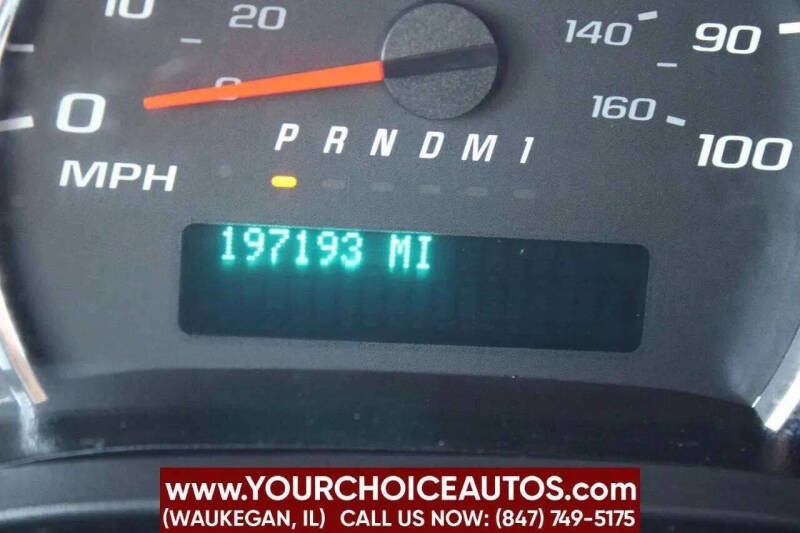 10 20 140 90
0 0 160 100
P R N D M 1
MPH
197193 MI
www.YOURCHOICEAUTOS.com
(WAUKEGAN, IL) CALL US NOW: (847) 749-5175